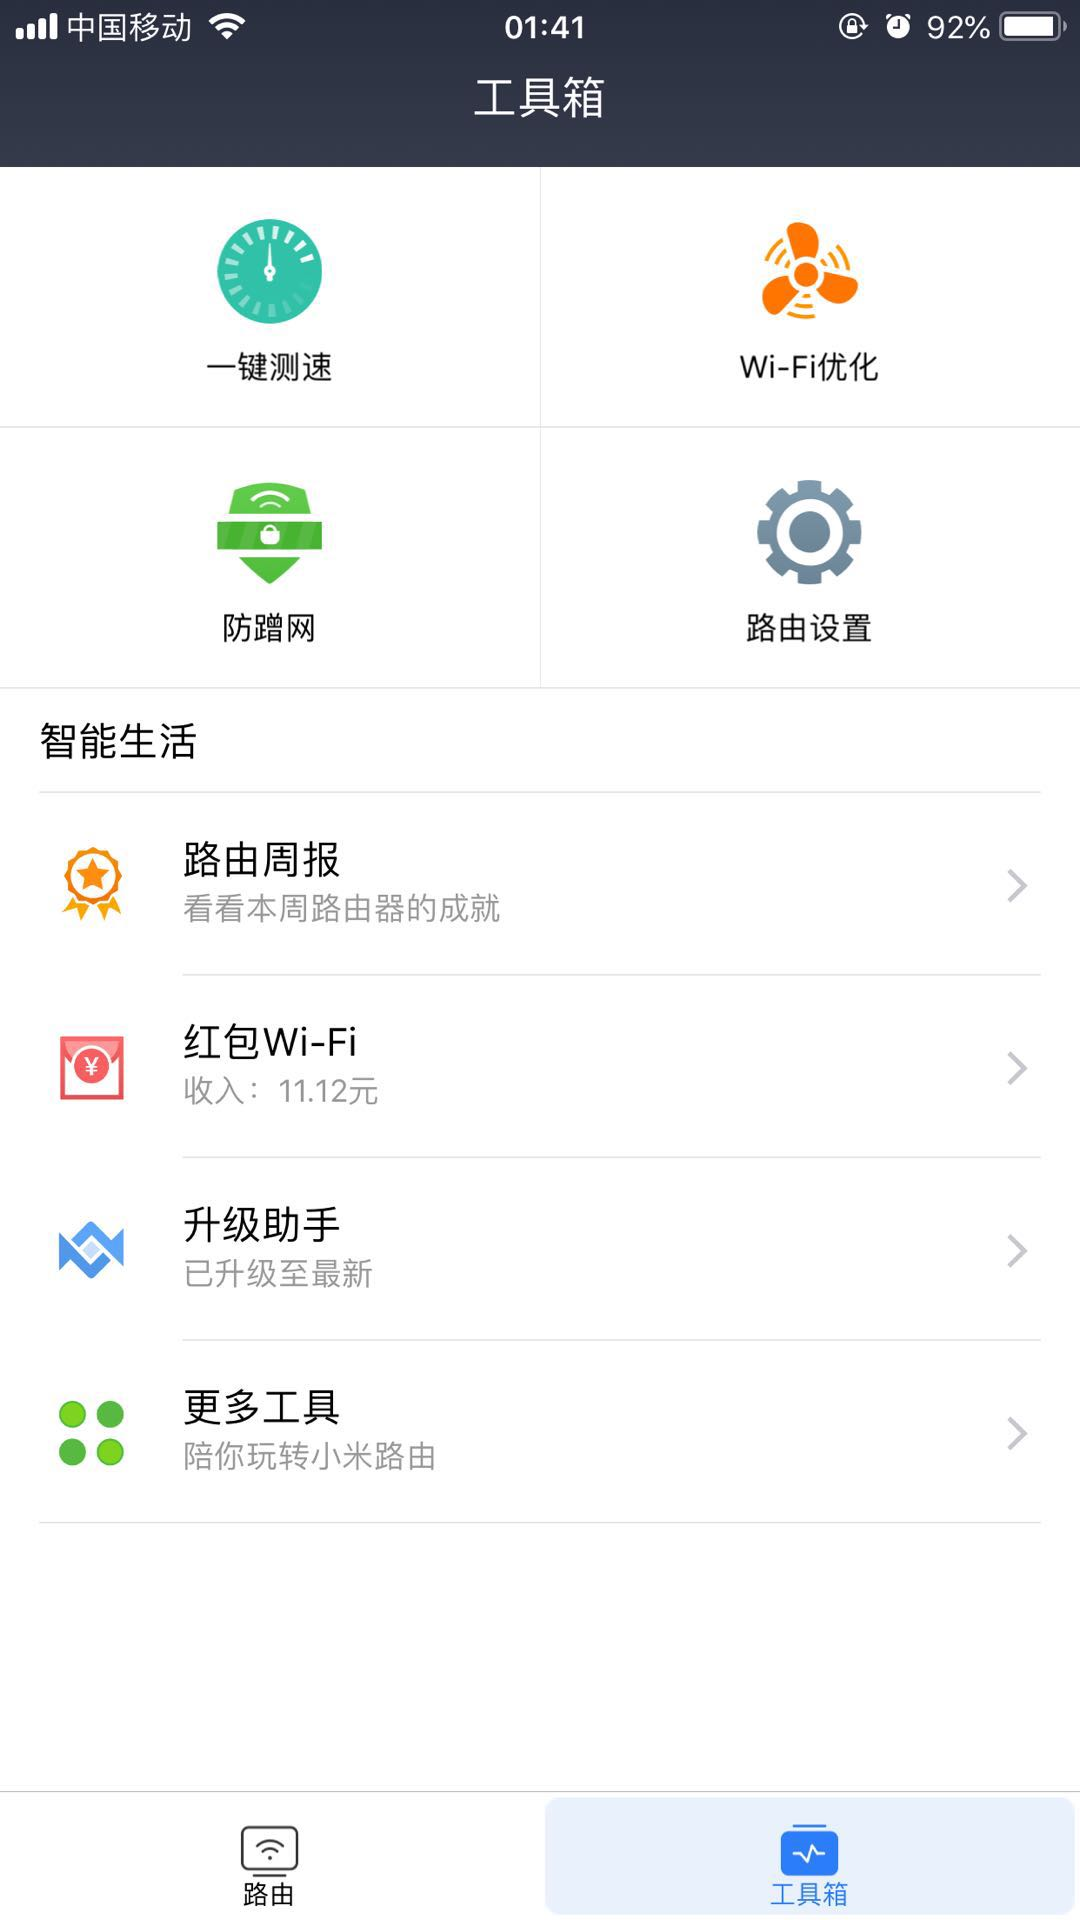 中国移动 01:41 92%
工具箱
一键测速
Wi-Fi优化
防蹭网
路由设置
智能生活
路由周报
看看本周路由器的成就
¥
红包Wi-Fi
收入：11.12元
升级助手
已升级至最新
更多工具
陪你玩转小米路由
路由
工具箱